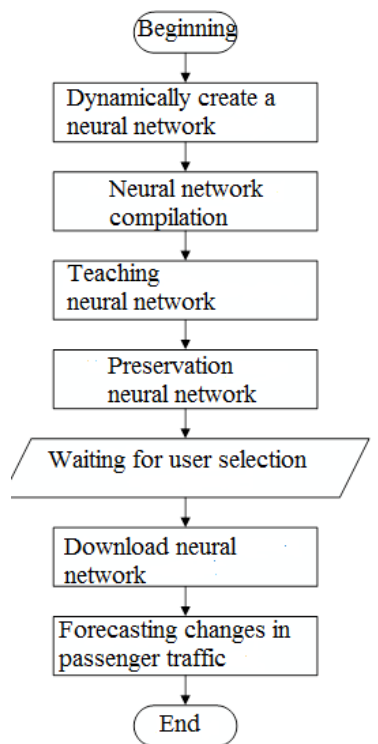 Beginning
Dynamically create a
neural network
Neural network
compilation
Teaching
neural network
Preservation
neural network
Waiting for user selection
Download neural
network
Forecasting changes in
passenger traffic
End